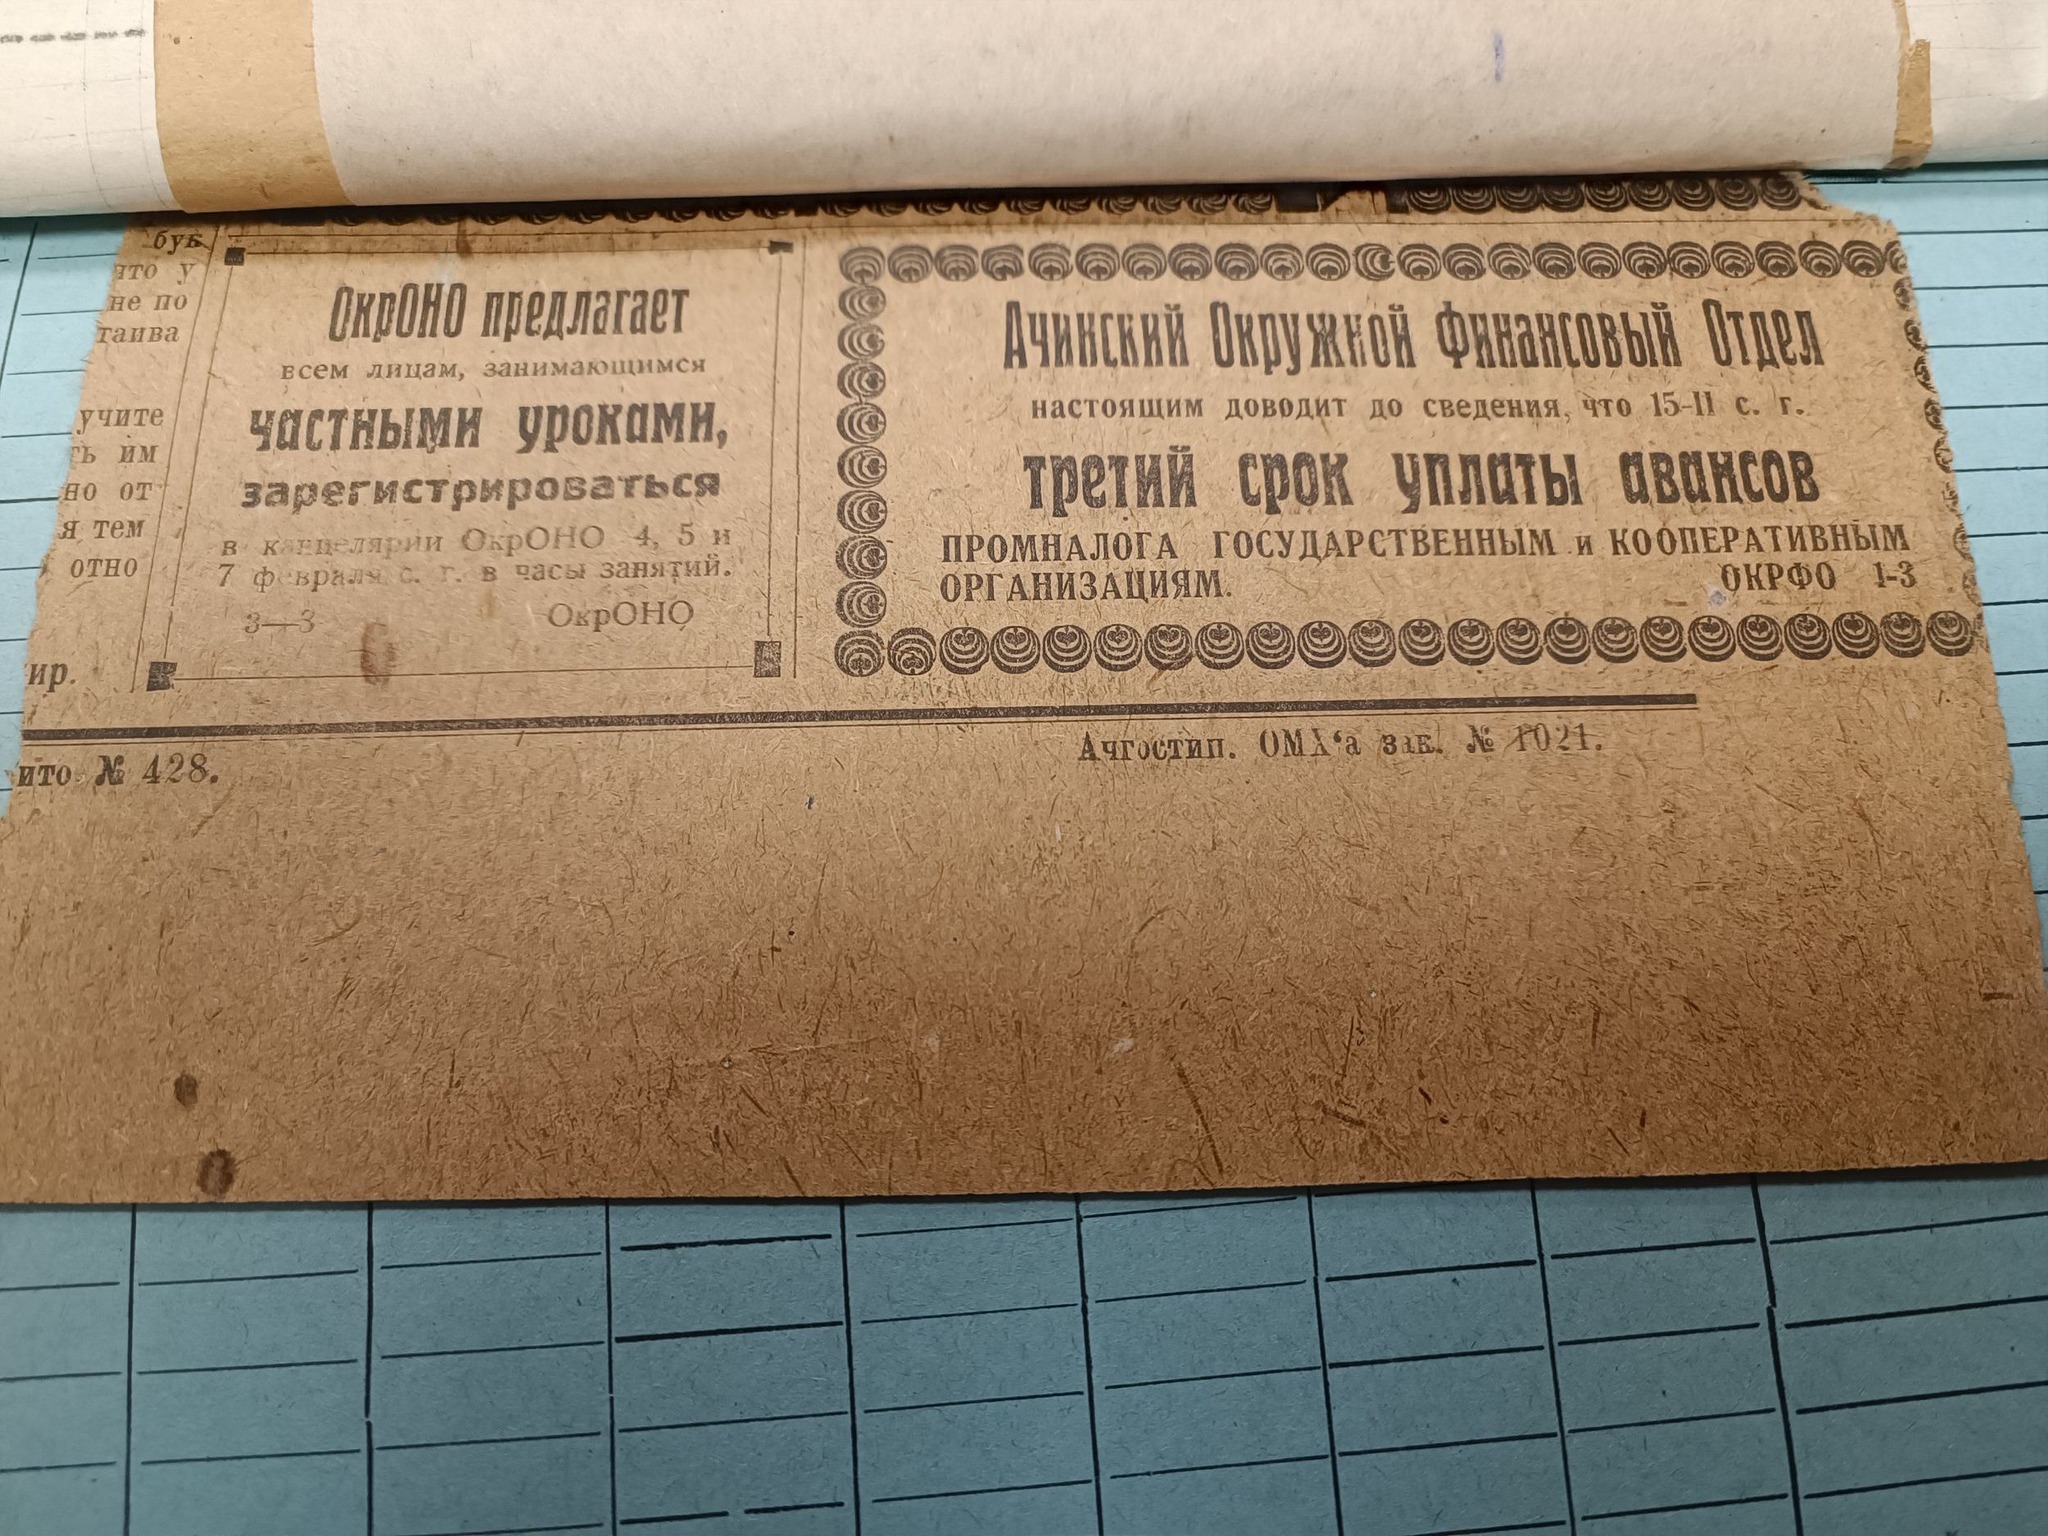 буб
что у
не по
таива
учите
ть им
но от
я тем
отно
ир.
ОкрОНО предлагает
всем лицам, занимающимся
частными уроками,
зарегистрироваться
в канцелярии ОкрОНО 4, 5 и
7 февраля с. г. в часы занятий.
3—3 ОкрОНО
Ачинский Окружной Финансовый Отдел
настоящим доводит до сведения, что 15-II с. г.
третий срок уплаты авансов
ПРОМНАЛОГА ГОСУДАРСТВЕННЫМ и КООПЕРАТИВНЫМ
ОРГАНИЗАЦИЯМ. ОКРФО 1-3
ито № 428.
Ачгостип. ОМХ‘а зак. № 1021.